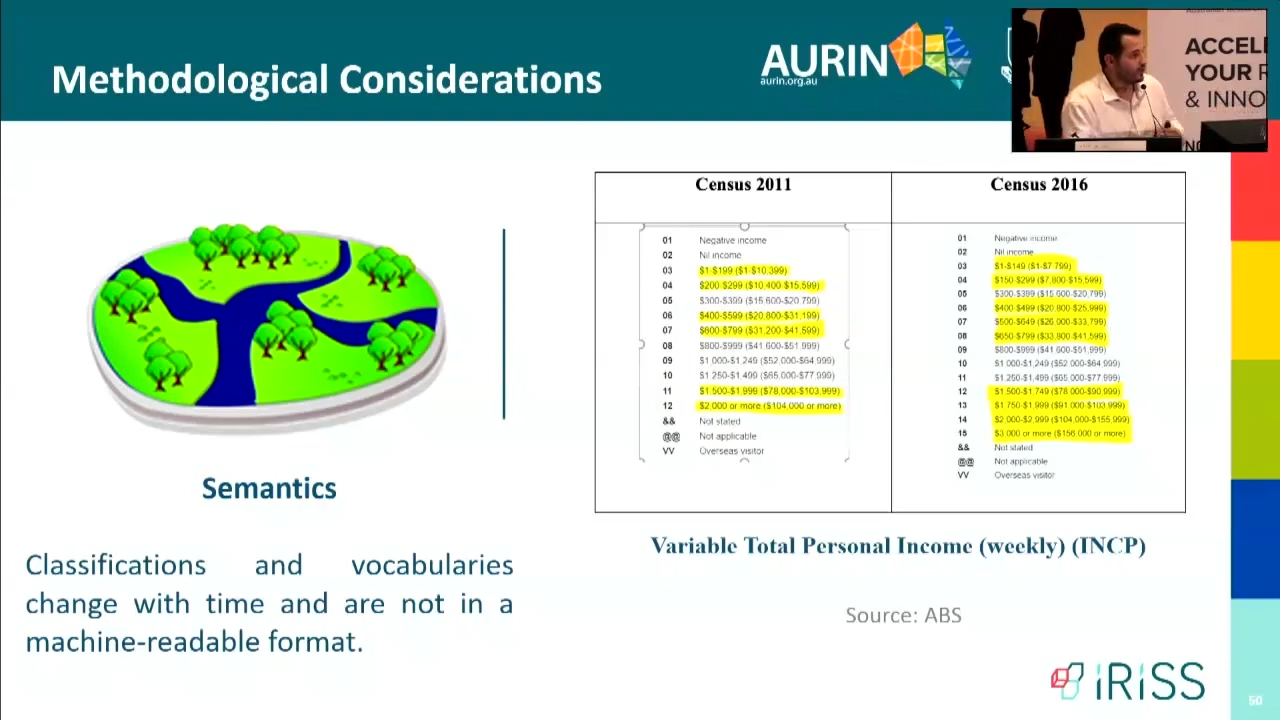 Methodological Considerations
AURIN
aurin.org.au
ACCEL
YOUR R
& INNO
Census 2011
Census 2016
01 Negative income
02 Nil income
03 $1-$199 ($1-$10,399)
04 $200-$299 ($10,400-$15,599)
05 $300-$399 ($15,600-$20,799)
06 $400-$599 ($20,800-$31,199)
07 $600-$799 ($31,200-$41,599)
08 $800-$999 ($41,600-$51,999)
09 $1,000-$1,249 ($52,000-$64,999)
10 $1,250-$1,499 ($65,000-$77,999)
11 $1,500-$1,999 ($78,000-$103,999)
12 $2,000 or more ($104,000 or more)
&& Not stated
@@ Not applicable
VV Overseas visitor
01 Negative income
02 Nil income
03 $1-$149 ($1-$7,799)
04 $150-$299 ($7,800-$15,599)
05 $300-$399 ($15,600-$20,799)
06 $400-$499 ($20,800-$25,999)
07 $500-$649 ($26,000-$33,799)
08 $650-$799 ($33,800-$41,599)
09 $800-$999 ($41,600-$51,999)
10 $1,000-$1,249 ($52,000-$64,999)
11 $1,250-$1,499 ($65,000-$77,999)
12 $1,500-$1,749 ($78,000-$90,999)
13 $1,750-$1,999 ($91,000-$103,999)
14 $2,000-$2,999 ($104,000-$155,999)
15 $3,000 or more ($156,000 or more)
&& Not stated
@@ Not applicable
VV Overseas visitor
Semantics
Variable Total Personal Income (weekly) (INCP)
Classifications and vocabularies
change with time and are not in a
machine-readable format.
Source: ABS
iRiSS
50